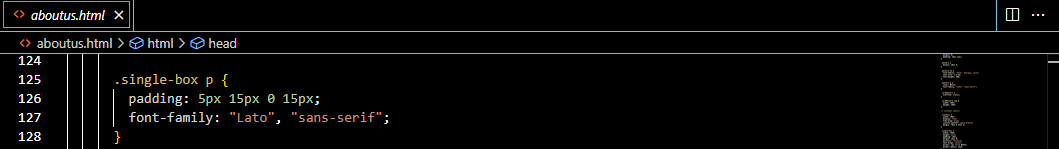 aboutus.html
aboutus.html > html > head
124
125 .single-box p {
126 padding: 5px 15px 0 15px;
127 font-family: "Lato", "sans-serif";
128 }